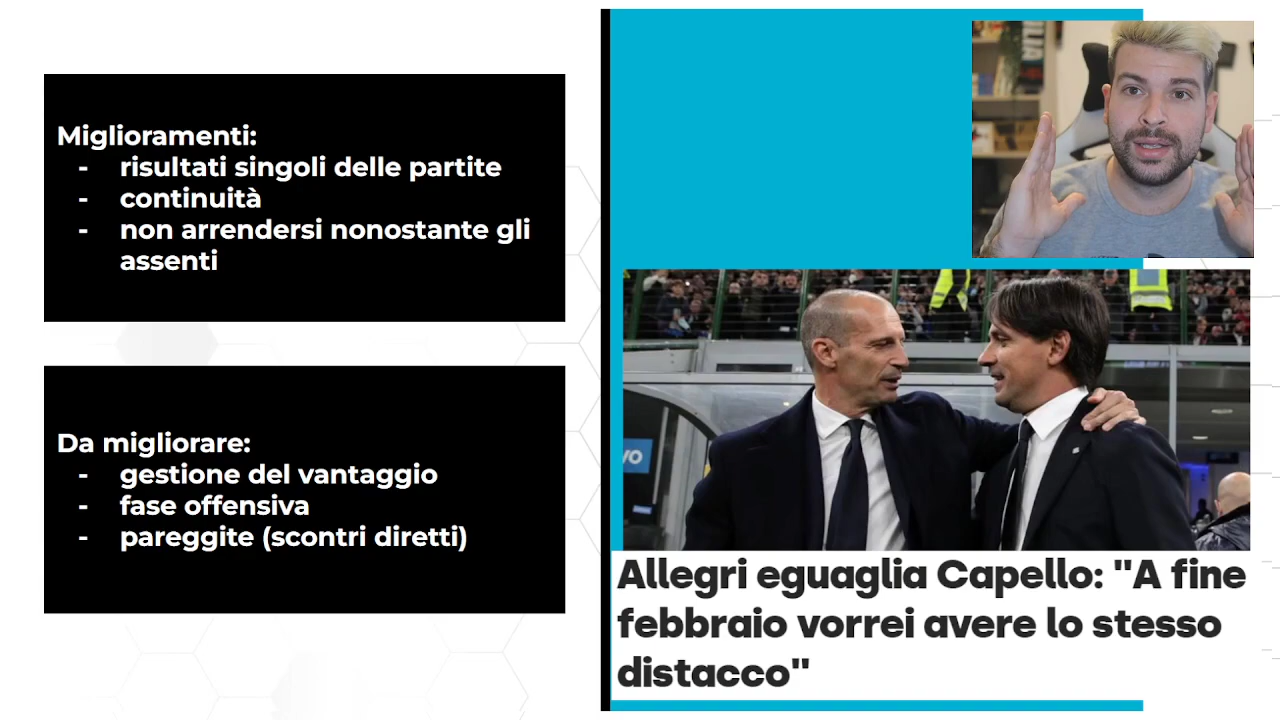 Miglioramenti:
- risultati singoli delle partite
- continuità
- non arrendersi nonostante gli
assenti
Da migliorare:
- gestione del vantaggio
- fase offensiva
- pareggite (scontri diretti)
VO
Allegri eguaglia Capello: "A fine
febbraio vorrei avere lo stesso
distacco"